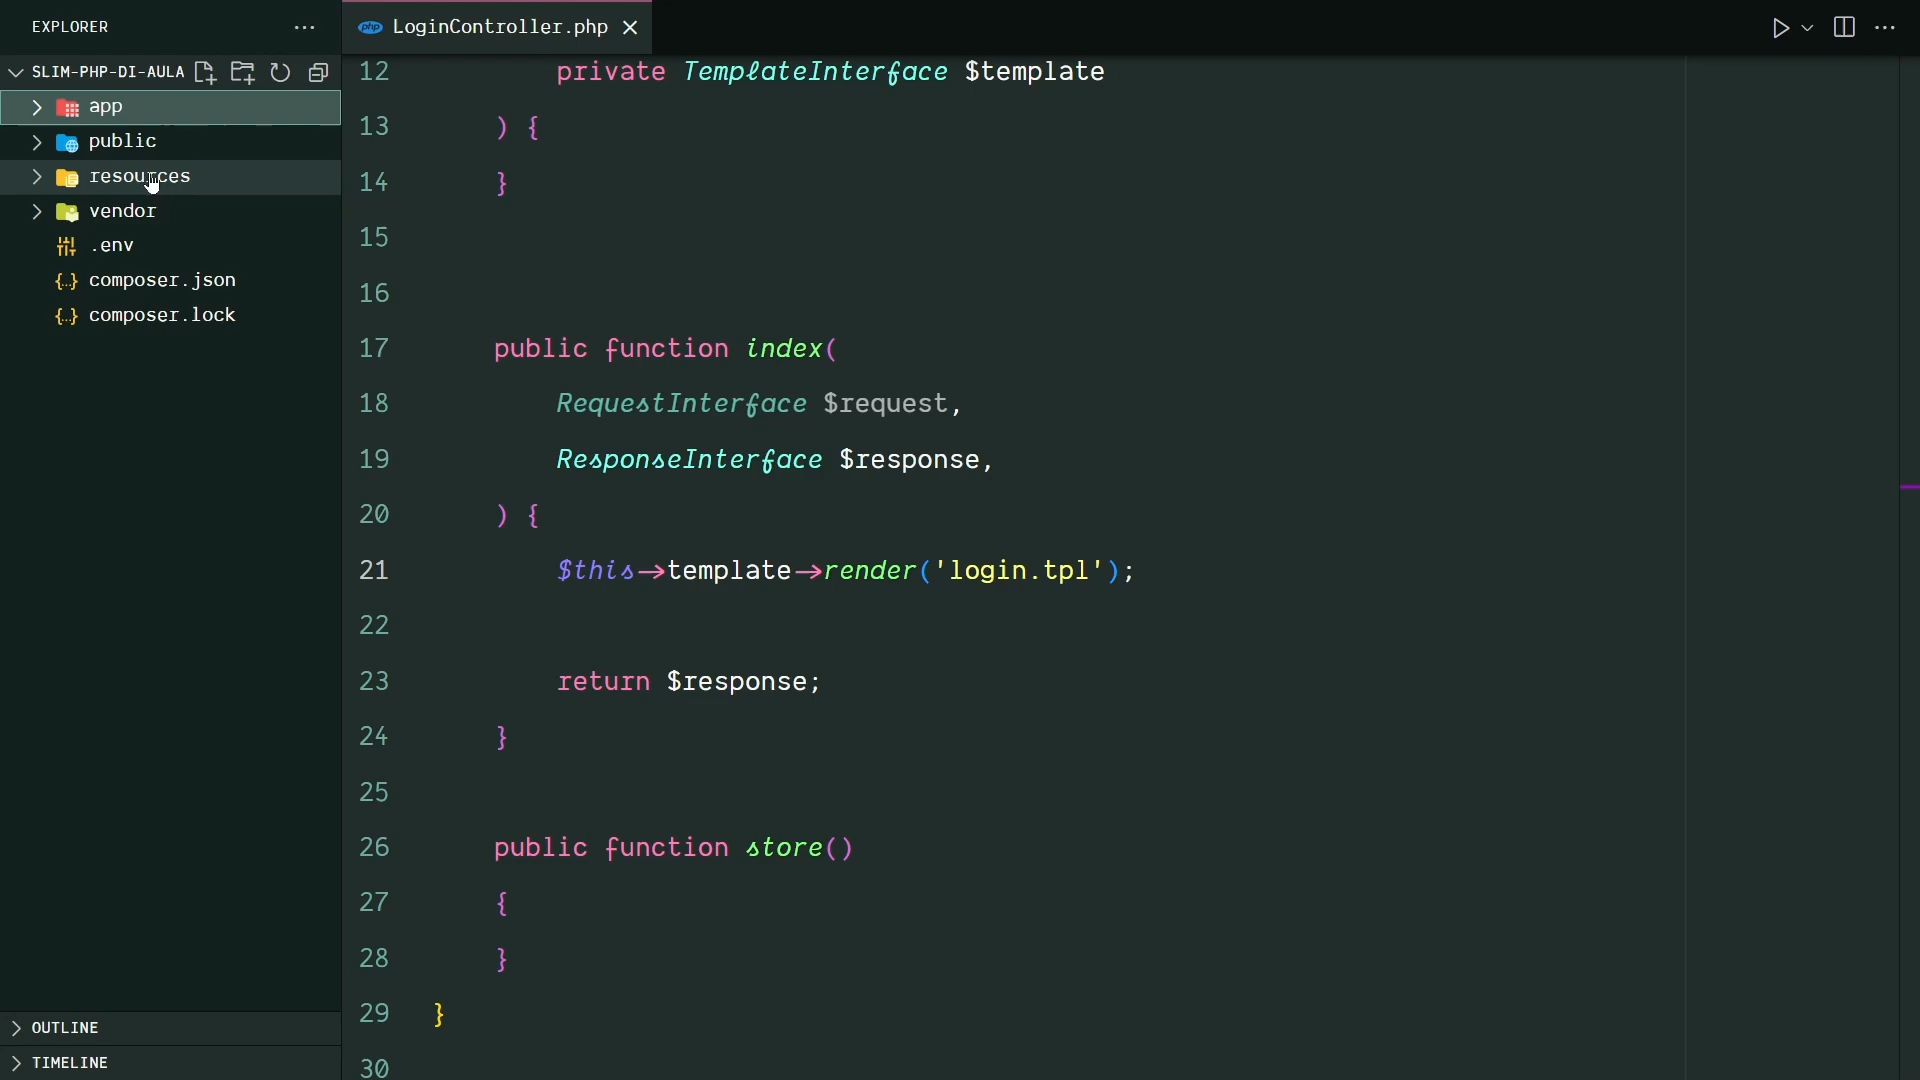 EXPLORER
SLIM-PHP-DI-AULA
app
public
resources
vendor
.env
composer.json
composer.lock
OUTLINE
TIMELINE
php LoginController.php
12 private TemplateInterface $template
13 ) {
14 }
15
16
17 public function index(
18 RequestInterface $request,
19 ResponseInterface $response,
20 ) {
21 $this->template->render('login.tpl');
22
23 return $response;
24 }
25
26 public function store()
27 {
28 }
29 }
30